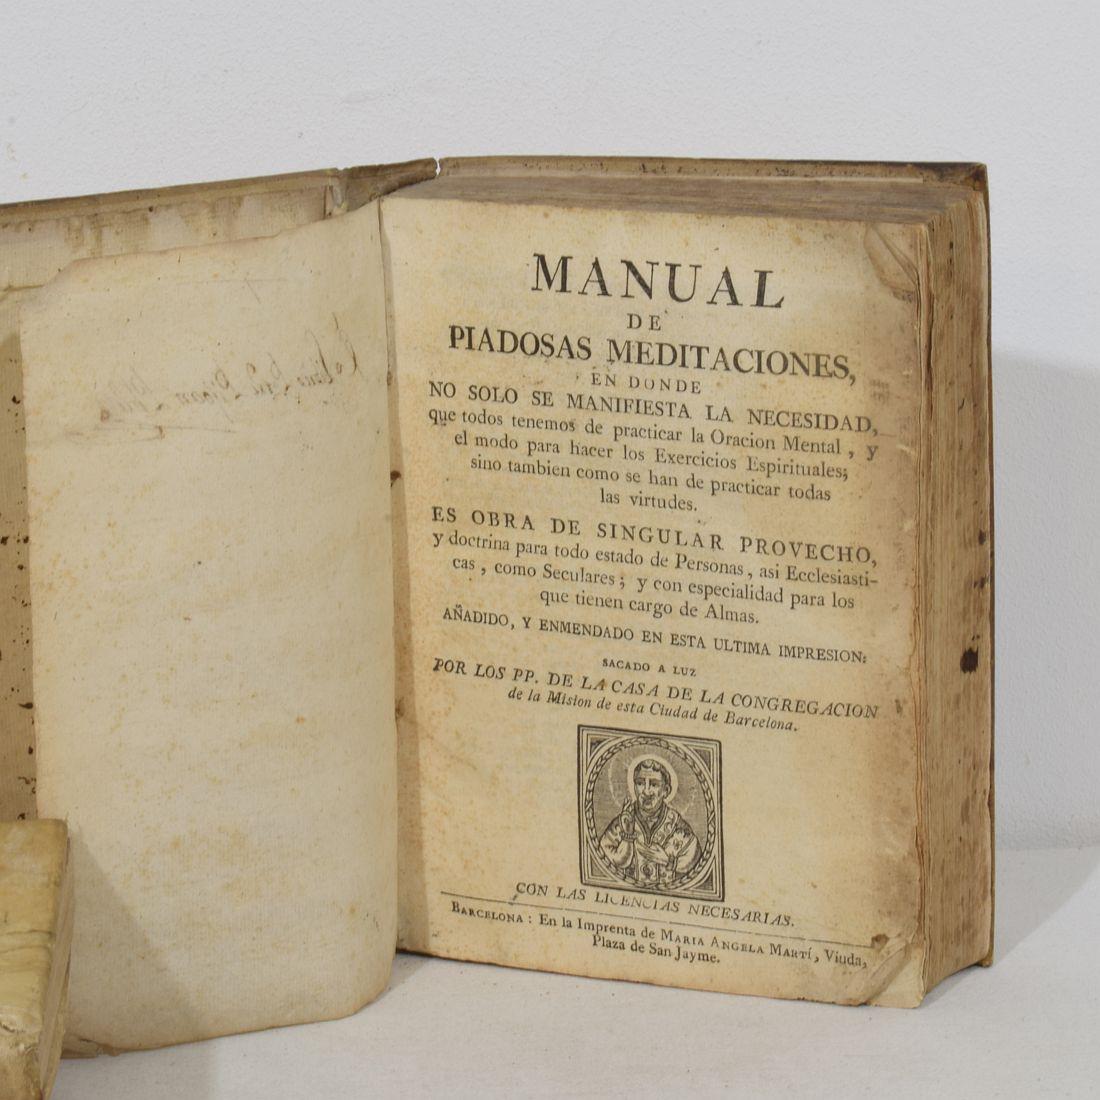 MANUAL
DE
PIADOSAS MEDITACIONES,
EN DONDE
NO SOLO SE MANIFIESTA LA NECESIDAD,
que todos tenemos de practicar la Oracion Mental, y
el modo para hacer los Exercicios Espirituales;
sino tambien como se han de practicar todas
las virtudes.
ES OBRA DE SINGULAR PROVECHO,
y doctrina para todo estado de Personas, asi Ecclesiasti-
cas, como Seculares; y con especialidad para los
que tienen cargo de Almas.
AÑADIDO, Y ENMENDADO EN ESTA ULTIMA IMPRESION:
SACADO A LUZ
POR LOS PP. DE LA CASA DE LA CONGREGACION
de la Mision de esta Ciudad de Barcelona.
CON LAS LICENCIAS NECESARIAS.
BARCELONA: En la Imprenta de MARIA ANGELA MARTÍ, Viuda,
Plaza de San Jayme.